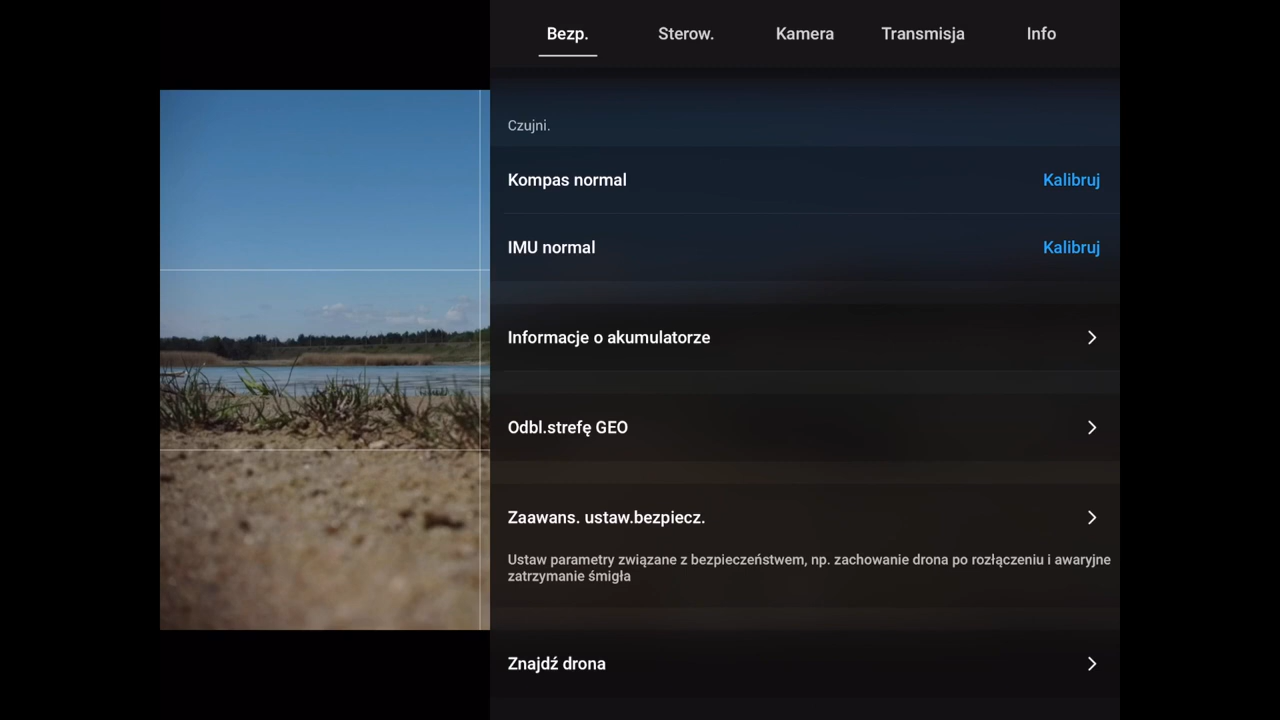 Bezp. Sterow. Kamera Transmisja Info
Czujni.
Kompas normal Kalibruj
IMU normal Kalibruj
Informacje o akumulatorze
Odbl.strefę GEO
Zaawans. ustaw.bezpiecz.
Ustaw parametry związane z bezpieczeństwem, np. zachowanie drona po rozłączeniu i awaryjne
zatrzymanie śmigła
Znajdź drona